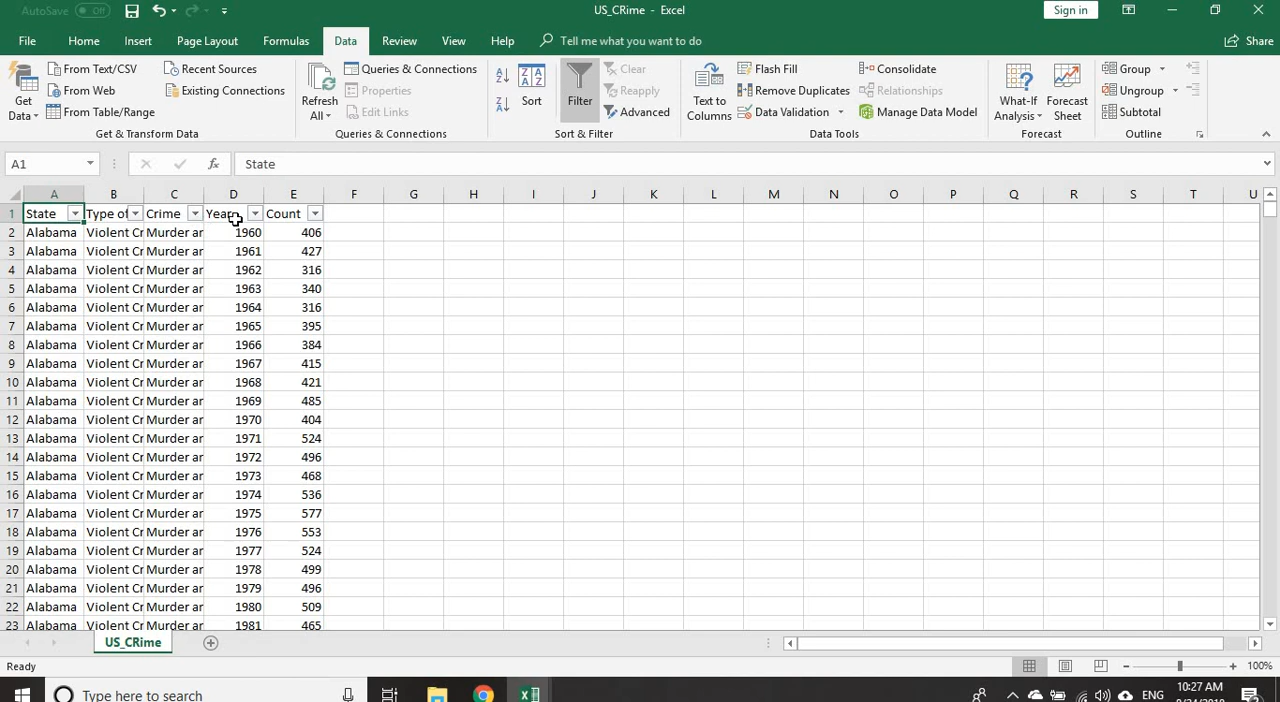 AutoSave Off US_CRime - Excel Sign in
File Home Insert Page Layout Formulas Data Review View Help Tell me what you want to do Share
From Text/CSV Recent Sources Queries & Connections Clear Flash Fill Consolidate Group
From Web Existing Connections Properties Reapply Remove Duplicates Relationships Ungroup
From Table/Range Edit Links Advanced Data Validation Manage Data Model Subtotal
Get Data Refresh All Sort Filter Text to Columns What-If Analysis Forecast Sheet
Get & Transform Data Queries & Connections Sort & Filter Data Tools Forecast Outline
A1 fx State
A B C D E F G H I J K L M N O P Q R S T U
1 State Type of Crime Year Count
2 Alabama Violent Cr Murder ar 1960 406
3 Alabama Violent Cr Murder ar 1961 427
4 Alabama Violent Cr Murder ar 1962 316
5 Alabama Violent Cr Murder ar 1963 340
6 Alabama Violent Cr Murder ar 1964 316
7 Alabama Violent Cr Murder ar 1965 395
8 Alabama Violent Cr Murder ar 1966 384
9 Alabama Violent Cr Murder ar 1967 415
10 Alabama Violent Cr Murder ar 1968 421
11 Alabama Violent Cr Murder ar 1969 485
12 Alabama Violent Cr Murder ar 1970 404
13 Alabama Violent Cr Murder ar 1971 524
14 Alabama Violent Cr Murder ar 1972 496
15 Alabama Violent Cr Murder ar 1973 468
16 Alabama Violent Cr Murder ar 1974 536
17 Alabama Violent Cr Murder ar 1975 577
18 Alabama Violent Cr Murder ar 1976 553
19 Alabama Violent Cr Murder ar 1977 524
20 Alabama Violent Cr Murder ar 1978 499
21 Alabama Violent Cr Murder ar 1979 496
22 Alabama Violent Cr Murder ar 1980 509
23 Alabama Violent Cr Murder ar 1981 465
US_CRime
Ready 100%
Type here to search ENG 10:27 AM